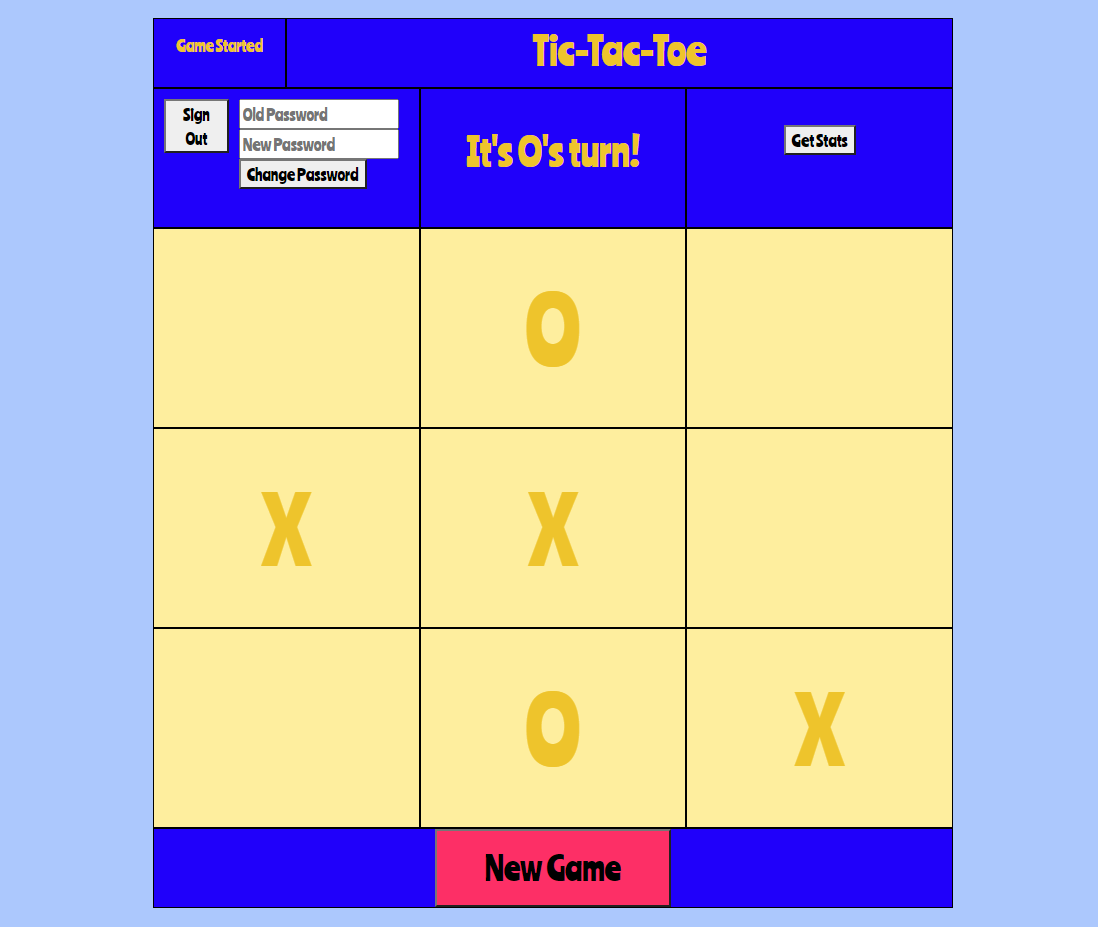 Game Started
Tic-Tac-Toe
Sign
Out
Old Password
New Password
Change Password
It's O's turn!
Get Stats
O
X X
O X
New Game